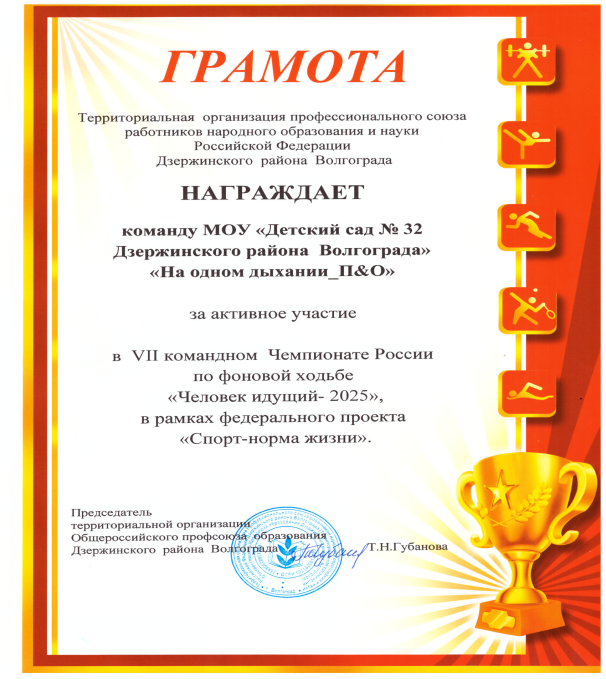 ГРАМОТА
Территориальная организация профессионального союза
работников народного образования и науки
Российской Федерации
Дзержинского района Волгограда
НАГРАЖДАЕТ
команду МОУ «Детский сад № 32
Дзержинского района Волгограда»
«На одном дыхании_П&О»
за активное участие
в VII командном Чемпионате России
по фоновой ходьбе
«Человек идущий- 2025»,
в рамках федерального проекта
«Спорт-норма жизни».
Председатель
территориальной организации
Общероссийского профсоюза образования
Дзержинского района Волгограда Т.Н.Губанова